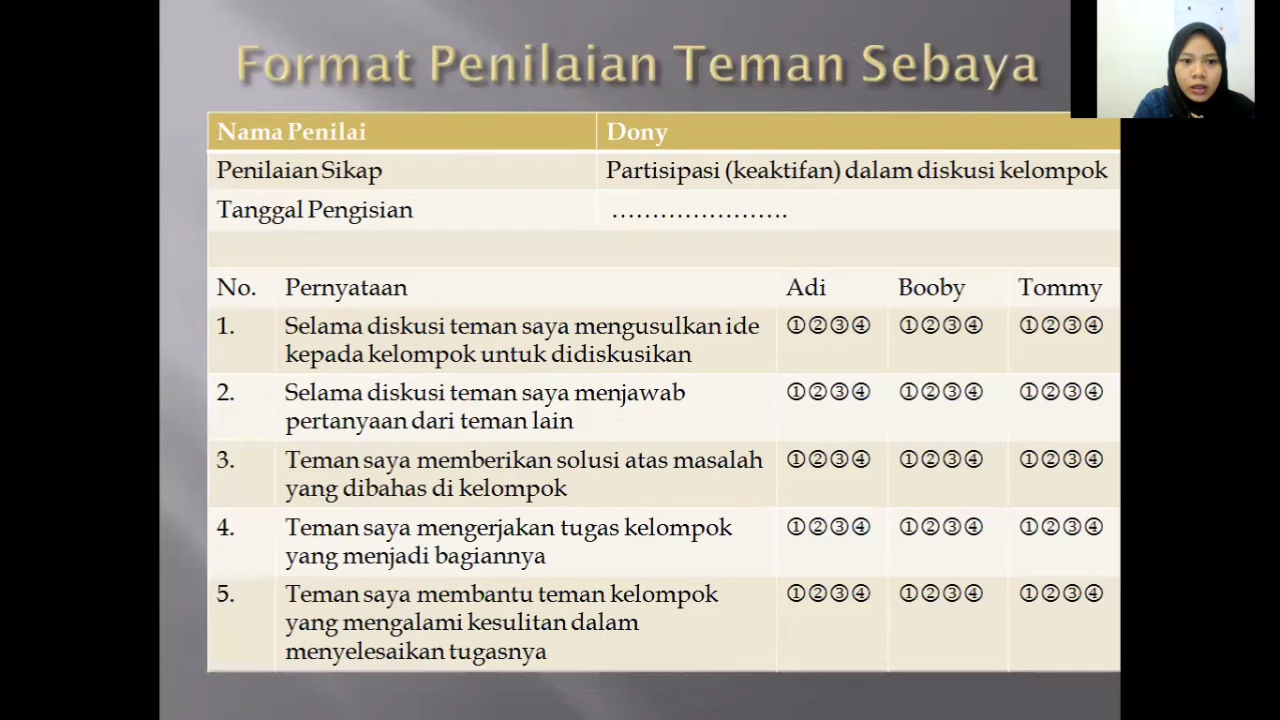 Format Penilaian Teman Sebaya
Nama Penilai Dony
Penilaian Sikap Partisipasi (keaktifan) dalam diskusi kelompok
Tanggal Pengisian ......................
No. Pernyataan Adi Booby Tommy
1. Selama diskusi teman saya mengusulkan ide ①②③④ ①②③④ ①②③④
kepada kelompok untuk didiskusikan
2. Selama diskusi teman saya menjawab ①②③④ ①②③④ ①②③④
pertanyaan dari teman lain
3. Teman saya memberikan solusi atas masalah ①②③④ ①②③④ ①②③④
yang dibahas di kelompok
4. Teman saya mengerjakan tugas kelompok ①②③④ ①②③④ ①②③④
yang menjadi bagiannya
5. Teman saya membantu teman kelompok ①②③④ ①②③④ ①②③④
yang mengalami kesulitan dalam
menyelesaikan tugasnya